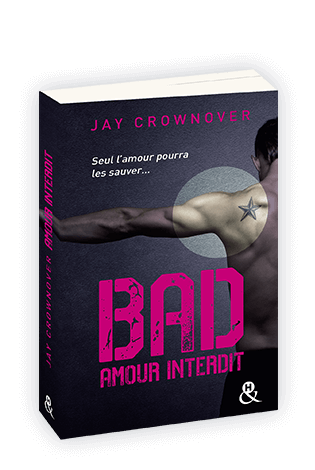 JAY CROWNOVER
Seul l'amour pourra
les sauver...
BAD
AMOUR INTERDIT
H
&
JAY CROWNOVER AMOUR INTERDIT